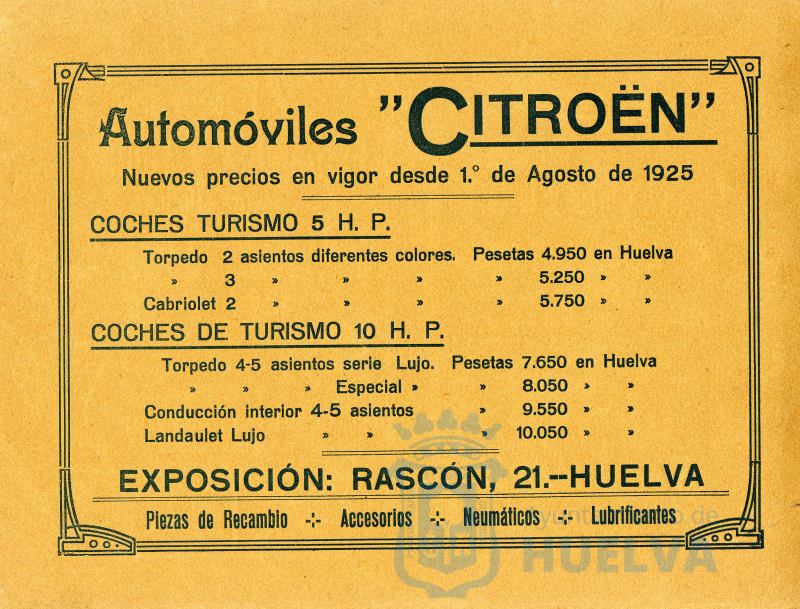 Automóviles "CITROËN"
Nuevos precios en vigor desde 1.º de Agosto de 1925
COCHES TURISMO 5 H. P.
Torpedo 2 asientos diferentes colores. Pesetas 4.950 en Huelva
» 3 » » » » 5.250 » »
Cabriolet 2 » » » » 5.750 » »
COCHES DE TURISMO 10 H. P.
Torpedo 4-5 asientos serie Lujo. Pesetas 7.650 en Huelva
» » » Especial » » 8.050 » »
Conducción interior 4-5 asientos » 9.550 » »
Landaulet Lujo » » » 10.050 » »
EXPOSICIÓN: RASCÓN, 21.--HUELVA
Piezas de Recambio -:- Accesorios -:- Neumáticos -:- Lubrificantes
Ayuntamiento de
HUELVA